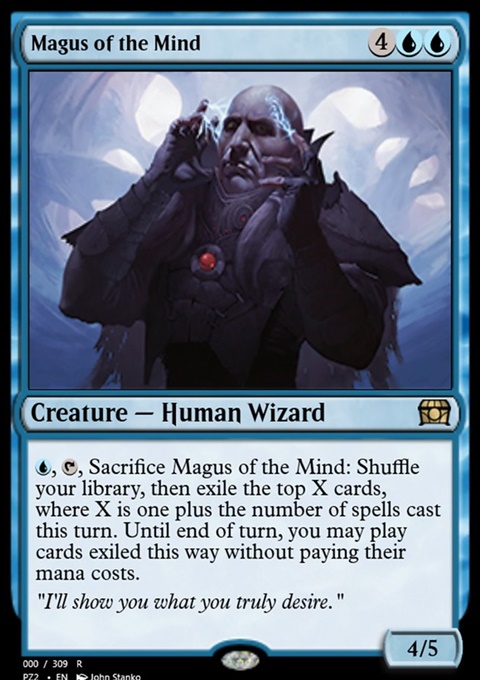 Magus of the Mind 4
Creature — Human Wizard
, , Sacrifice Magus of the Mind: Shuffle
your library, then exile the top X cards,
where X is one plus the number of spells cast
this turn. Until end of turn, you may play
cards exiled this way without paying their
mana costs.
"I'll show you what you truly desire."
4/5
000 / 309 R
PZ2 • EN John Stanko